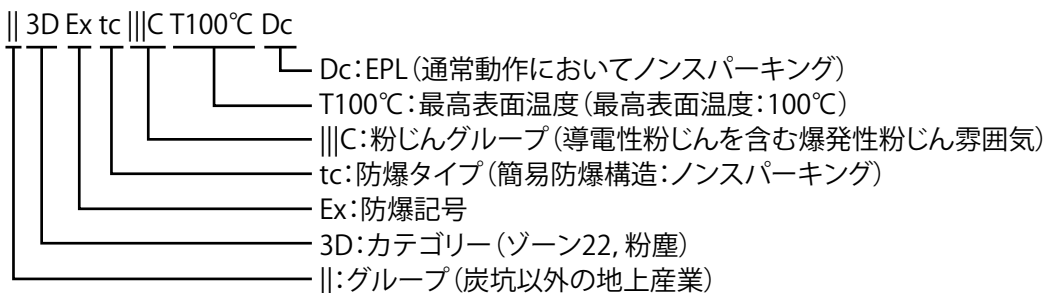 || 3D Ex tc |||C T100℃ Dc
Dc：EPL（通常動作においてノンスパーキング）
T100℃：最高表面温度（最高表面温度：100℃）
|||C：粉じんグループ（導電性粉じんを含む爆発性粉じん雰囲気）
tc：防爆タイプ（簡易防爆構造：ノンスパーキング）
Ex：防爆記号
3D：カテゴリー（ゾーン22, 粉塵）
||：グループ（炭坑以外の地上産業）